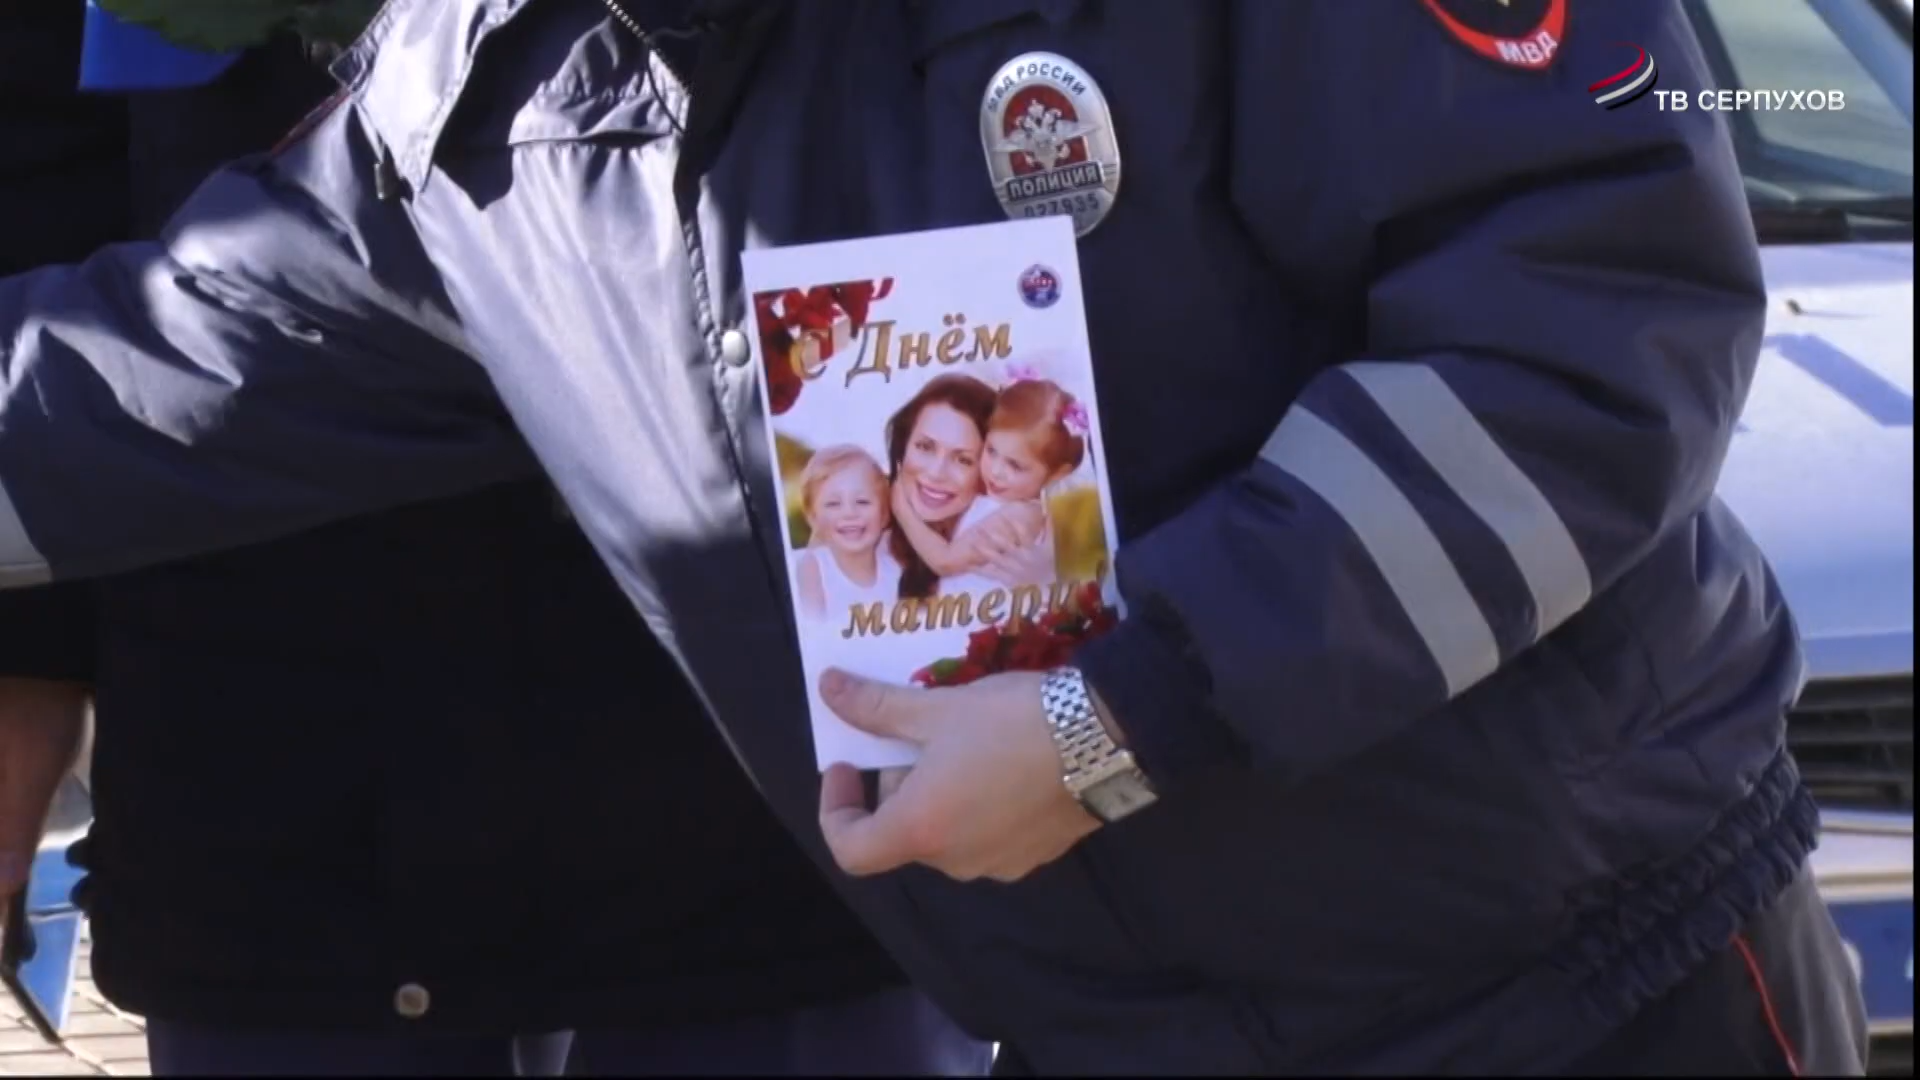 МВД
МВД РОССИИ
ПОЛИЦИЯ
027935
ТВ СЕРПУХОВ
с Днём
матери!